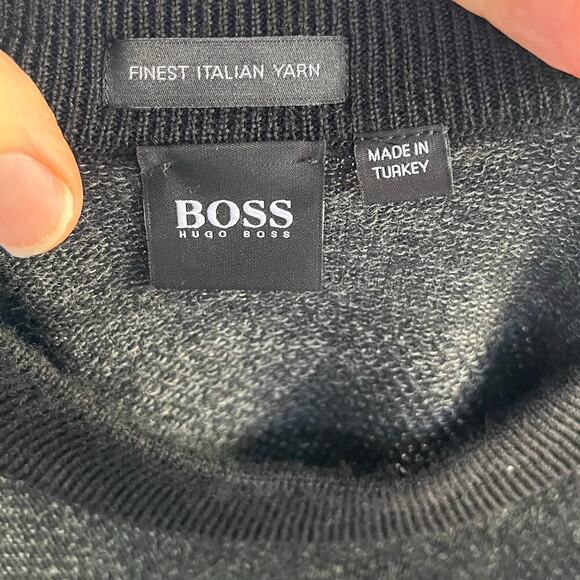 FINEST ITALIAN YARN
BOSS
HUGO BOSS
MADE IN
TURKEY